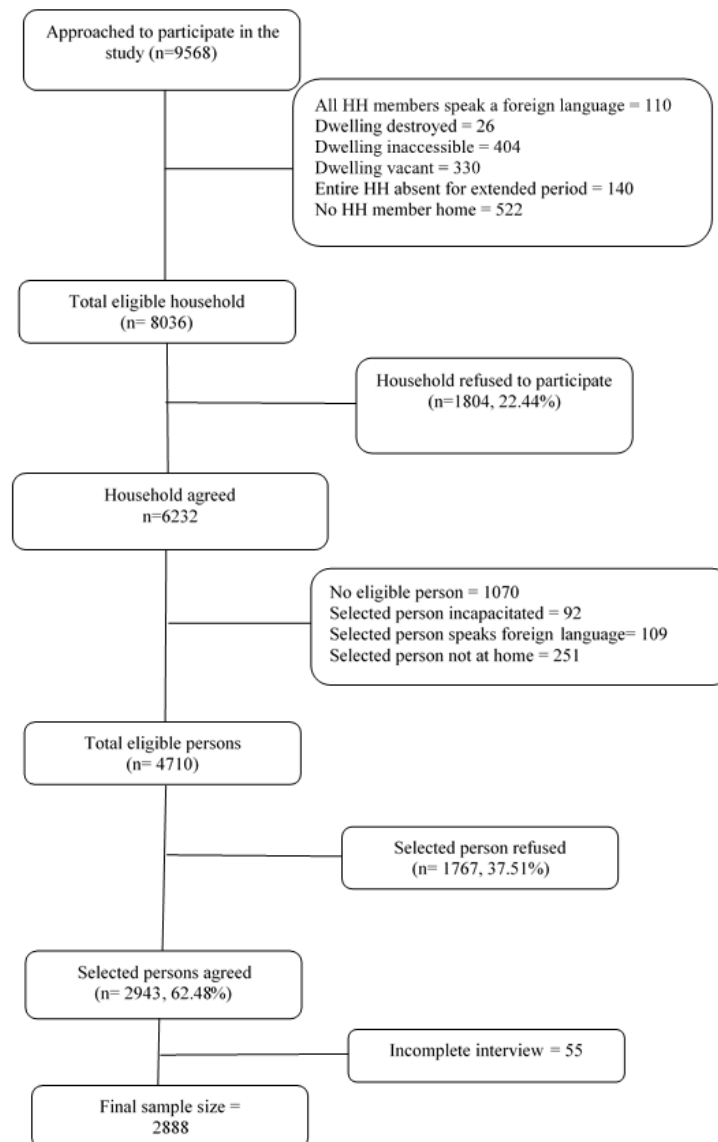 Approached to participate in the
study (n=9568)
All HH members speak a foreign language = 110
Dwelling destroyed = 26
Dwelling inaccessible = 404
Dwelling vacant = 330
Entire HH absent for extended period = 140
No HH member home = 522
Total eligible household
(n= 8036)
Household refused to participate
(n=1804, 22.44%)
Household agreed
n=6232
No eligible person = 1070
Selected person incapacitated = 92
Selected person speaks foreign language= 109
Selected person not at home = 251
Total eligible persons
(n= 4710)
Selected person refused
(n= 1767, 37.51%)
Selected persons agreed
(n= 2943, 62.48%)
Incomplete interview = 55
Final sample size =
2888